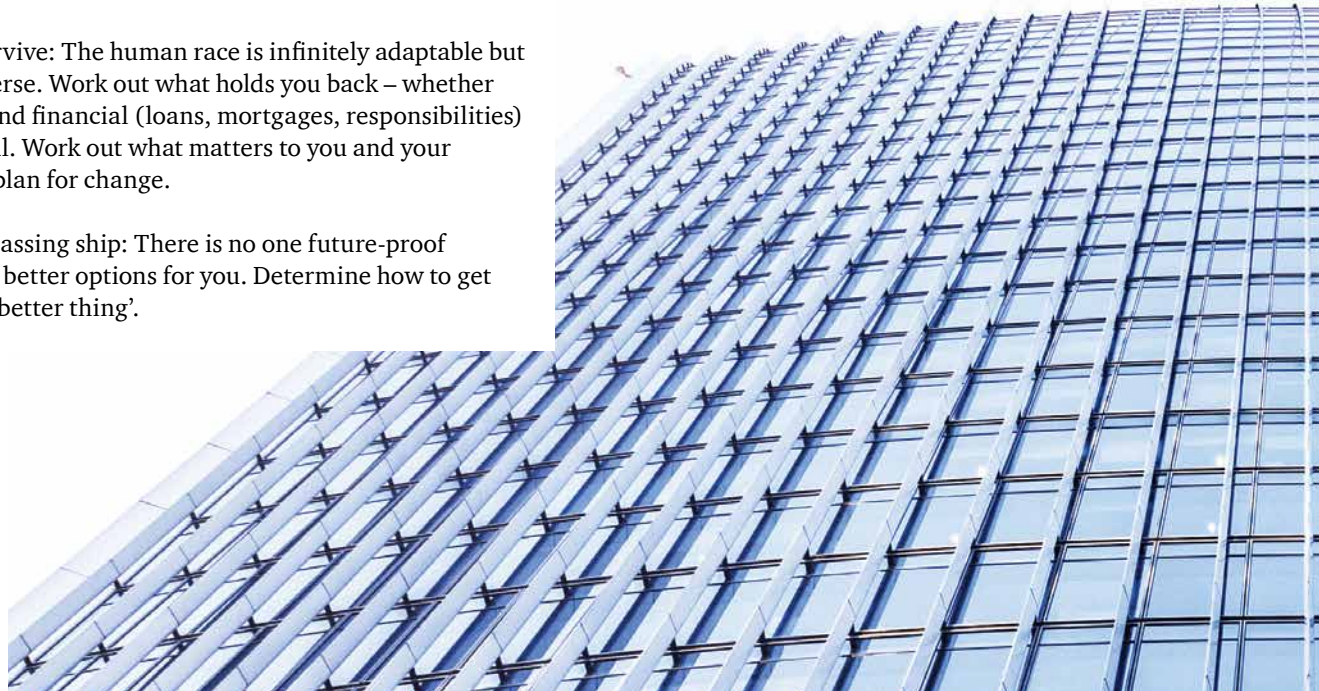 rvive: The human race is infinitely adaptable but
erse. Work out what holds you back – whether
nd financial (loans, mortgages, responsibilities)
l. Work out what matters to you and your
plan for change.
assing ship: There is no one future-proof
better options for you. Determine how to get
better thing’.